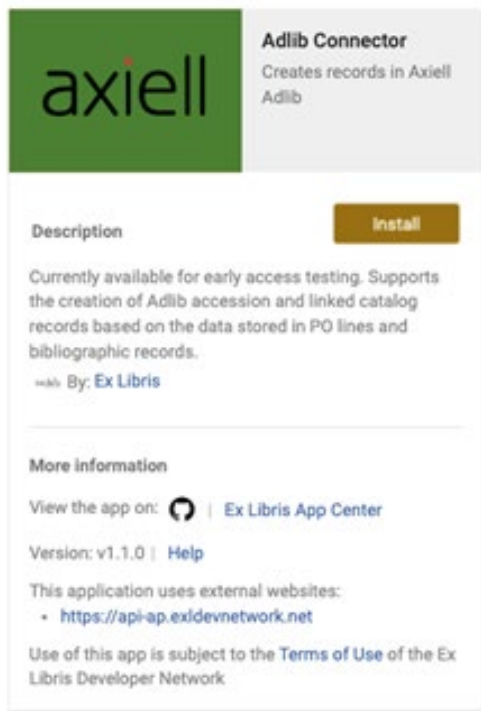 axiell
Adlib Connector
Creates records in Axiell
Adlib
Description
Install
Currently available for early access testing. Supports
the creation of Adlib accession and linked catalog
records based on the data stored in PO lines and
bibliographic records.
By: Ex Libris
More information
View the app on: | Ex Libris App Center
Version: v1.1.0 | Help
This application uses external websites:
• https://api-ap.exldevnetwork.net
Use of this app is subject to the Terms of Use of the Ex
Libris Developer Network